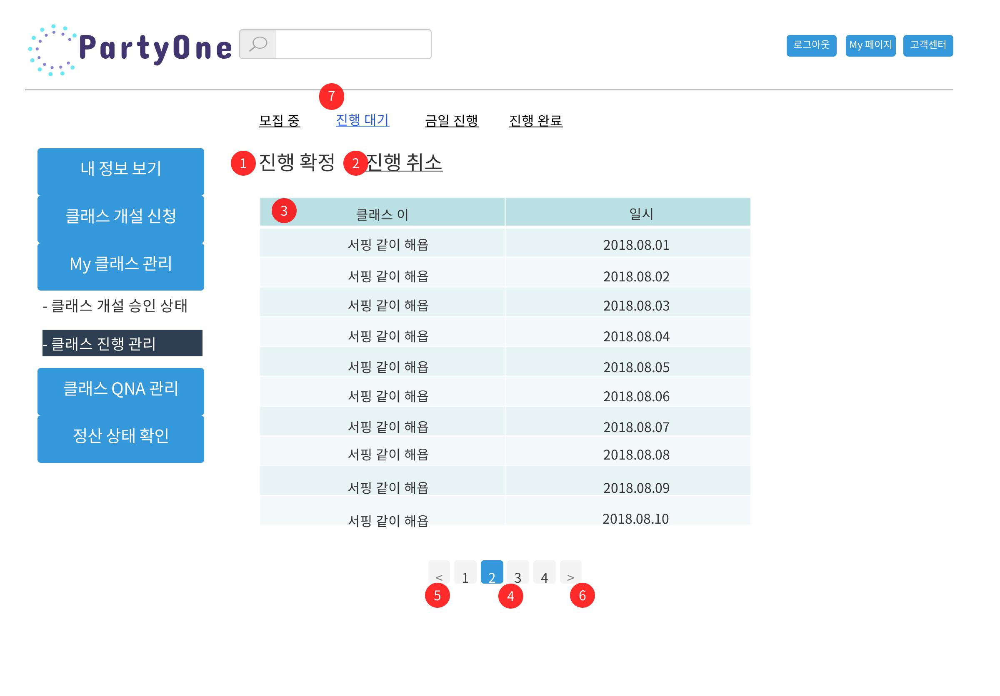 PartyOne
로그아웃 My 페이지 고객센터
7
모집 중 진행 대기 금일 진행 진행 완료
1 진행 확정 2 진행 취소
내 정보 보기
클래스 개설 신청
My 클래스 관리
- 클래스 개설 승인 상태
- 클래스 진행 관리
클래스 QNA 관리
정산 상태 확인
3 클래스 이 일시
서핑 같이 해욥 2018.08.01
서핑 같이 해욥 2018.08.02
서핑 같이 해욥 2018.08.03
서핑 같이 해욥 2018.08.04
서핑 같이 해욥 2018.08.05
서핑 같이 해욥 2018.08.06
서핑 같이 해욥 2018.08.07
서핑 같이 해욥 2018.08.08
서핑 같이 해욥 2018.08.09
서핑 같이 해욥 2018.08.10
< 1 2 3 4 >
5 4 6